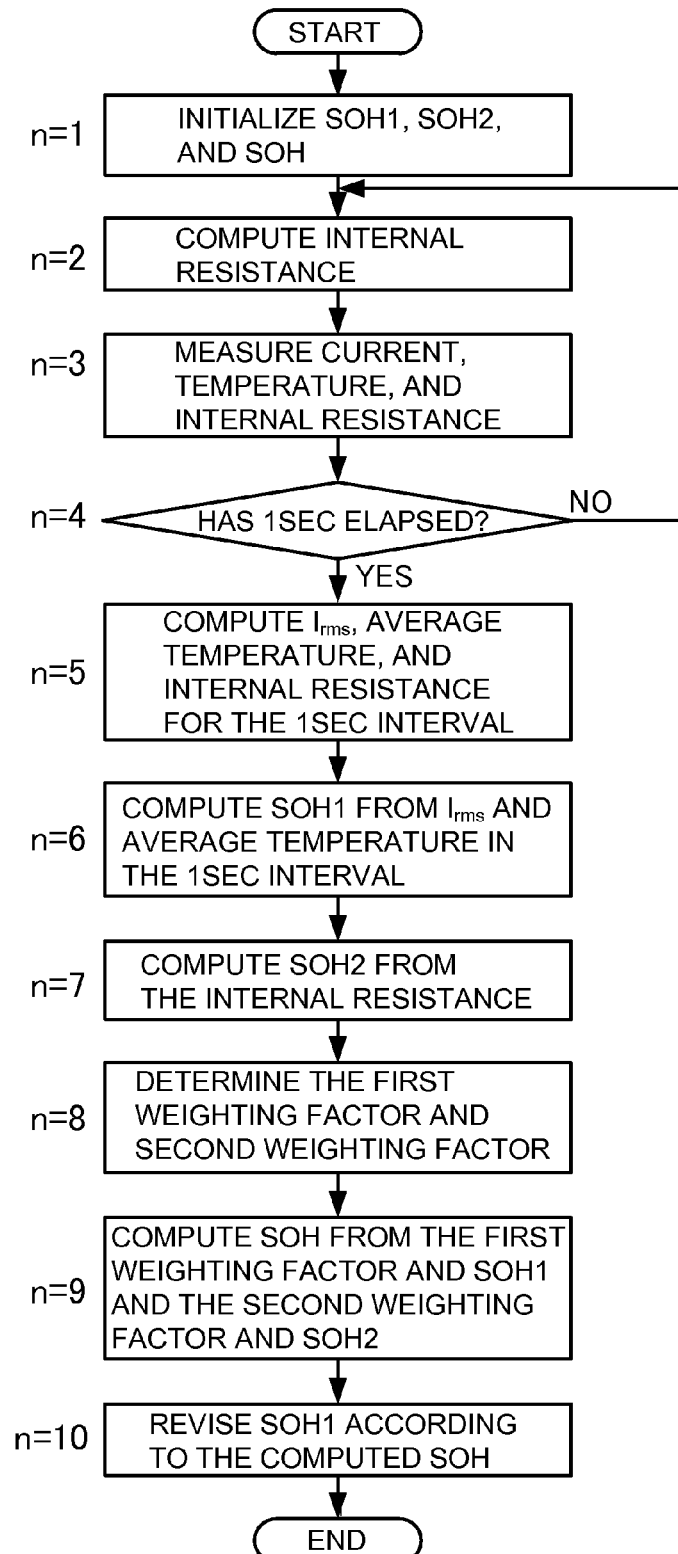 START
n=1
INITIALIZE SOH1, SOH2,
AND SOH
n=2
COMPUTE INTERNAL
RESISTANCE
n=3
MEASURE CURRENT,
TEMPERATURE, AND
INTERNAL RESISTANCE
n=4
HAS 1SEC ELAPSED?
NO
YES
n=5
COMPUTE Irms, AVERAGE
TEMPERATURE, AND
INTERNAL RESISTANCE
FOR THE 1SEC INTERVAL
n=6
COMPUTE SOH1 FROM Irms AND
AVERAGE TEMPERATURE IN
THE 1SEC INTERVAL
n=7
COMPUTE SOH2 FROM
THE INTERNAL RESISTANCE
n=8
DETERMINE THE FIRST
WEIGHTING FACTOR AND
SECOND WEIGHTING FACTOR
n=9
COMPUTE SOH FROM THE FIRST
WEIGHTING FACTOR AND SOH1
AND THE SECOND WEIGHTING
FACTOR AND SOH2
n=10
REVISE SOH1 ACCORDING
TO THE COMPUTED SOH
END